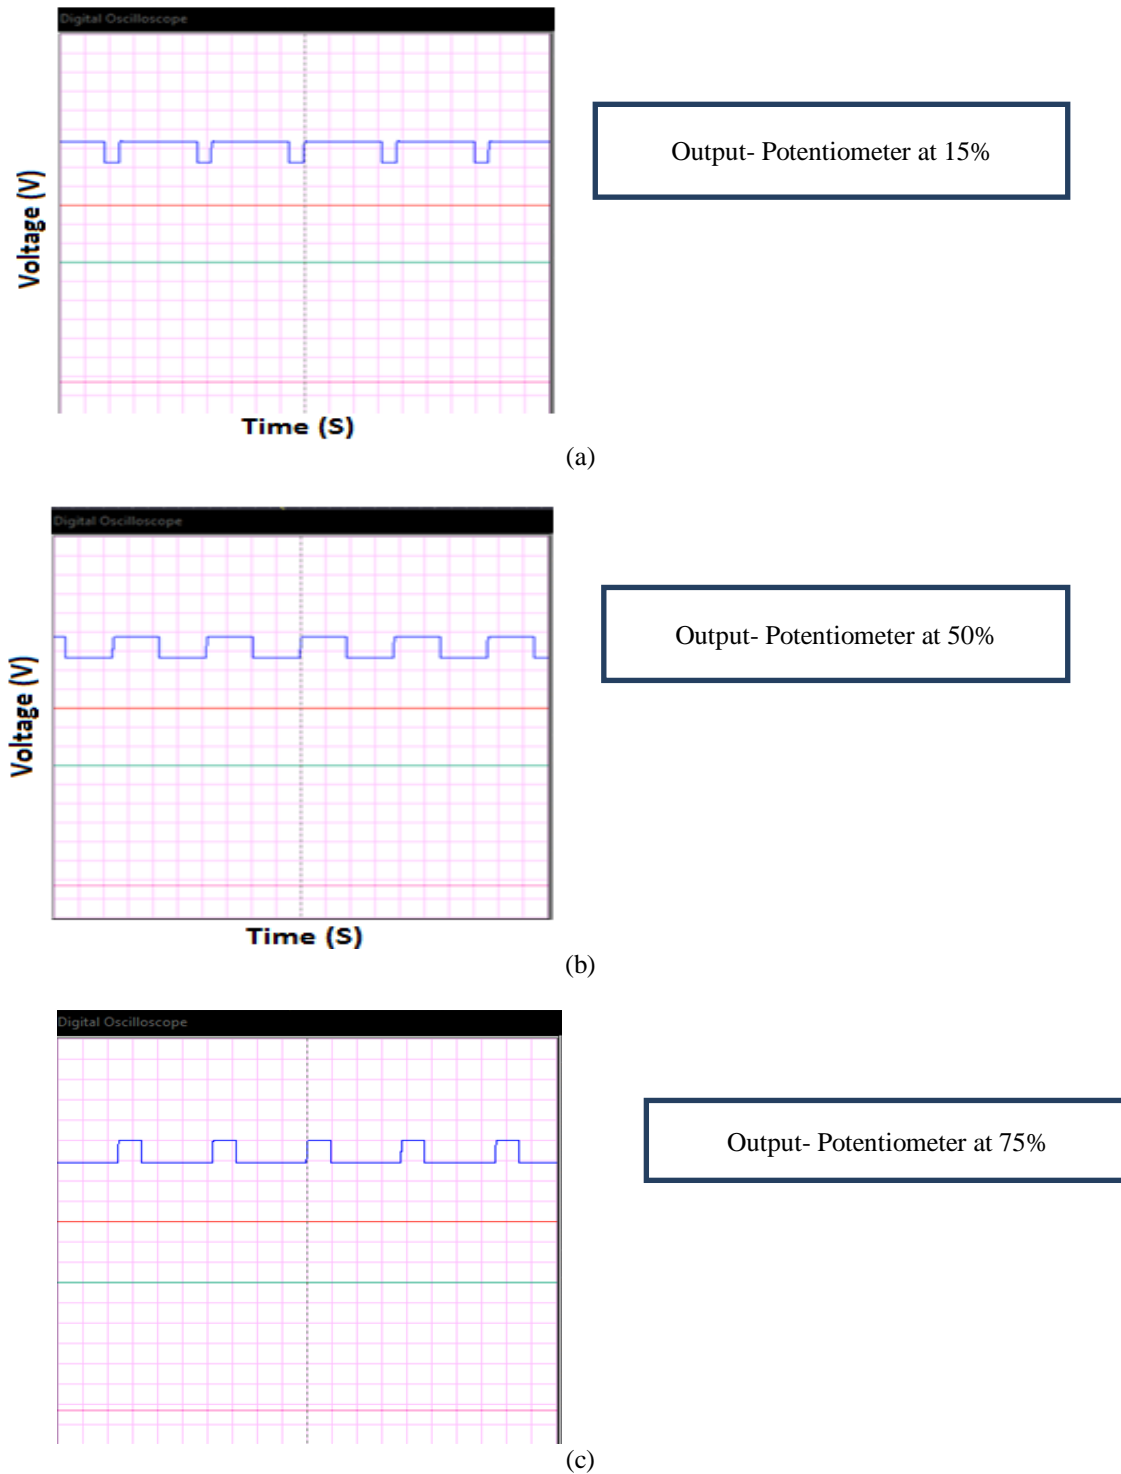 Digital Oscilloscope
Output- Potentiometer at 15%
Voltage (V)
Time (S)
(a)
Digital Oscilloscope
Output- Potentiometer at 50%
Voltage (V)
Time (S)
(b)
Digital Oscilloscope
Output- Potentiometer at 75%
(c)